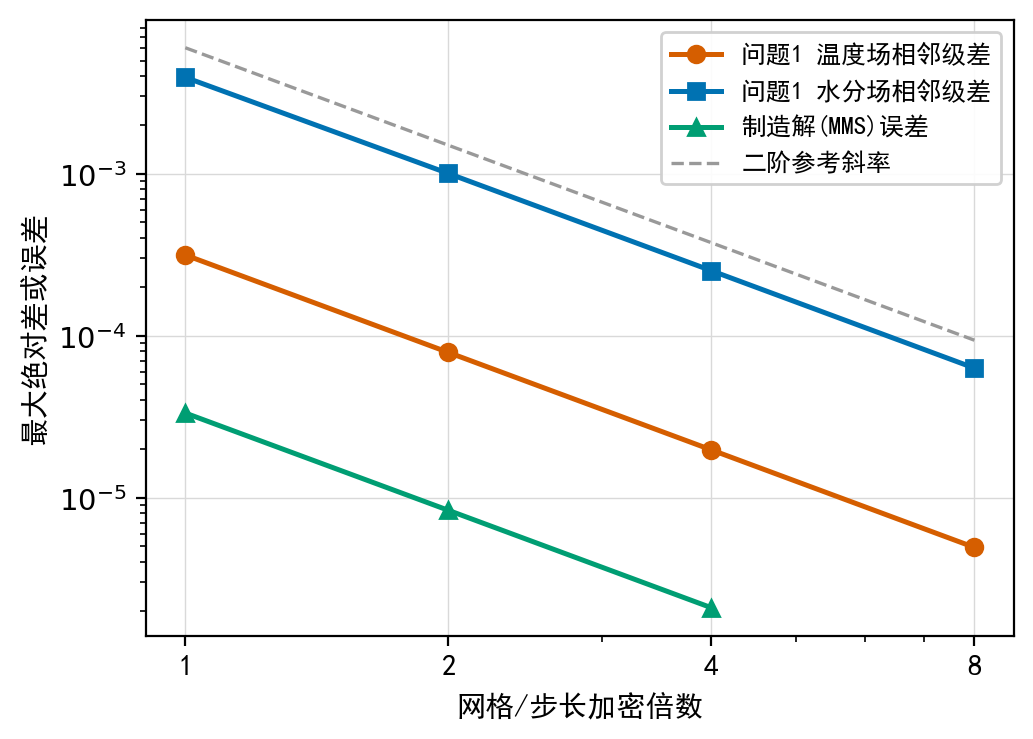 问题1 温度场相邻级差
问题1 水分场相邻级差
制造解(MMS)误差
二阶参考斜率
最大绝对差或误差
10⁻³
10⁻⁴
10⁻⁵
1
2
4
8
网格/步长加密倍数